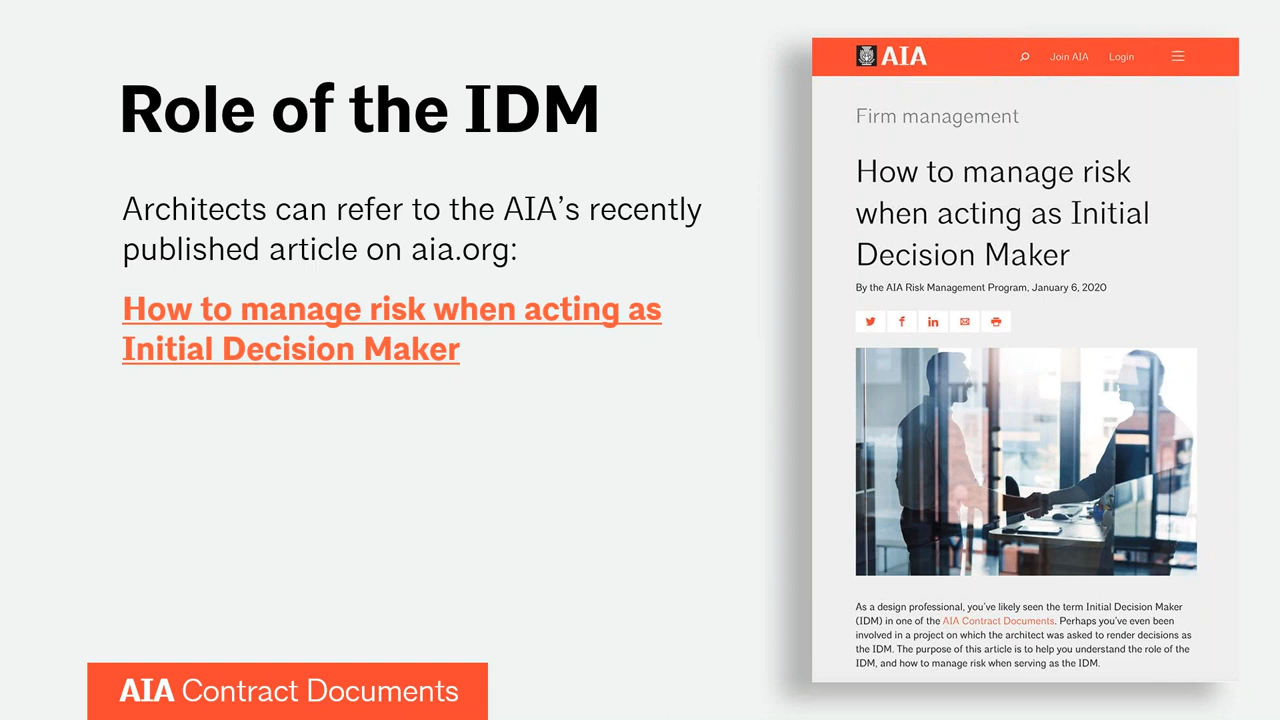 Role of the IDM
Architects can refer to the AIA’s recently
published article on aia.org:
How to manage risk when acting as
Initial Decision Maker
AIA Contract Documents
AIA
Join AIA
Login
Firm management
How to manage risk
when acting as Initial
Decision Maker
By the AIA Risk Management Program, January 6, 2020
As a design professional, you’ve likely seen the term Initial Decision Maker
(IDM) in one of the AIA Contract Documents. Perhaps you’ve even been
involved in a project on which the architect was asked to render decisions as
the IDM. The purpose of this article is to help you understand the role of the
IDM, and how to manage risk when serving as the IDM.